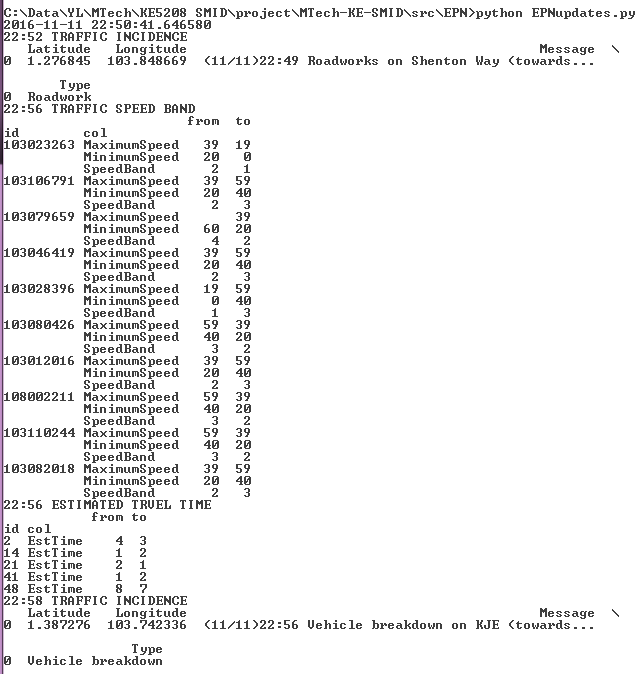 C:\Data\YL\MTech\KE5208 SMID\project\MTech-KE-SMID\src\EPN>python EPNupdates.py
2016-11-11 22:50:41.646580
22:52 TRAFFIC INCIDENCE
   Latitude   Longitude                                               Message  \
0  1.276845  103.848669  (11/11)22:49 Roadworks on Shenton Way (towards...

       Type
0  Roadwork
22:56 TRAFFIC SPEED BAND
                       from  to
id        col
103023263 MaximumSpeed   39  19
          MinimumSpeed   20   0
          SpeedBand       2   1
103106791 MaximumSpeed   39  59
          MinimumSpeed   20  40
          SpeedBand       2   3
103079659 MaximumSpeed       39
          MinimumSpeed   60  20
          SpeedBand       4   2
103046419 MaximumSpeed   39  59
          MinimumSpeed   20  40
          SpeedBand       2   3
103028396 MaximumSpeed   19  59
          MinimumSpeed    0  40
          SpeedBand       1   3
103080426 MaximumSpeed   59  39
          MinimumSpeed   40  20
          SpeedBand       3   2
103012016 MaximumSpeed   39  59
          MinimumSpeed   20  40
          SpeedBand       2   3
108002211 MaximumSpeed   59  39
          MinimumSpeed   40  20
          SpeedBand       3   2
103110244 MaximumSpeed   59  39
          MinimumSpeed   40  20
          SpeedBand       3   2
103082018 MaximumSpeed   39  59
          MinimumSpeed   20  40
          SpeedBand       2   3
22:56 ESTIMATED TRVEL TIME
           from to
id col
2  EstTime    4  3
14 EstTime    1  2
21 EstTime    2  1
41 EstTime    1  2
48 EstTime    8  7
22:58 TRAFFIC INCIDENCE
   Latitude   Longitude                                               Message  \
0  1.387276  103.742336  (11/11)22:56 Vehicle breakdown on KJE (towards...

                Type
0  Vehicle breakdown